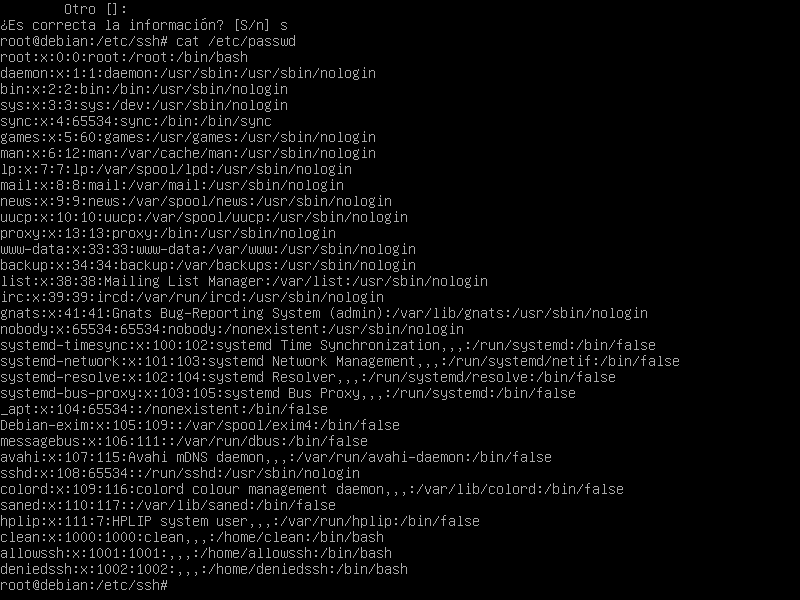 Otro []:
¿Es correcta la información? [S/n] s
root@debian:/etc/ssh# cat /etc/passwd
root:x:0:0:root:/root:/bin/bash
daemon:x:1:1:daemon:/usr/sbin:/usr/sbin/nologin
bin:x:2:2:bin:/bin:/usr/sbin/nologin
sys:x:3:3:sys:/dev:/usr/sbin/nologin
sync:x:4:65534:sync:/bin:/bin/sync
games:x:5:60:games:/usr/games:/usr/sbin/nologin
man:x:6:12:man:/var/cache/man:/usr/sbin/nologin
lp:x:7:7:lp:/var/spool/lpd:/usr/sbin/nologin
mail:x:8:8:mail:/var/mail:/usr/sbin/nologin
news:x:9:9:news:/var/spool/news:/usr/sbin/nologin
uucp:x:10:10:uucp:/var/spool/uucp:/usr/sbin/nologin
proxy:x:13:13:proxy:/bin:/usr/sbin/nologin
www-data:x:33:33:www-data:/var/www:/usr/sbin/nologin
backup:x:34:34:backup:/var/backups:/usr/sbin/nologin
list:x:38:38:Mailing List Manager:/var/list:/usr/sbin/nologin
irc:x:39:39:ircd:/var/run/ircd:/usr/sbin/nologin
gnats:x:41:41:Gnats Bug-Reporting System (admin):/var/lib/gnats:/usr/sbin/nologin
nobody:x:65534:65534:nobody:/nonexistent:/usr/sbin/nologin
systemd-timesync:x:100:102:systemd Time Synchronization,,,:/run/systemd:/bin/false
systemd-network:x:101:103:systemd Network Management,,,:/run/systemd/netif:/bin/false
systemd-resolve:x:102:104:systemd Resolver,,,:/run/systemd/resolve:/bin/false
systemd-bus-proxy:x:103:105:systemd Bus Proxy,,,:/run/systemd:/bin/false
_apt:x:104:65534::/nonexistent:/bin/false
Debian-exim:x:105:109::/var/spool/exim4:/bin/false
messagebus:x:106:111::/var/run/dbus:/bin/false
avahi:x:107:115:Avahi mDNS daemon,,,:/var/run/avahi-daemon:/bin/false
sshd:x:108:65534::/run/sshd:/usr/sbin/nologin
colord:x:109:116:colord colour management daemon,,,:/var/lib/colord:/bin/false
saned:x:110:117::/var/lib/saned:/bin/false
hplip:x:111:7:HPLIP system user,,,:/var/run/hplip:/bin/false
clean:x:1000:1000:clean,,,:/home/clean:/bin/bash
allowssh:x:1001:1001:,,,:/home/allowssh:/bin/bash
deniedssh:x:1002:1002:,,,:/home/deniedssh:/bin/bash
root@debian:/etc/ssh#